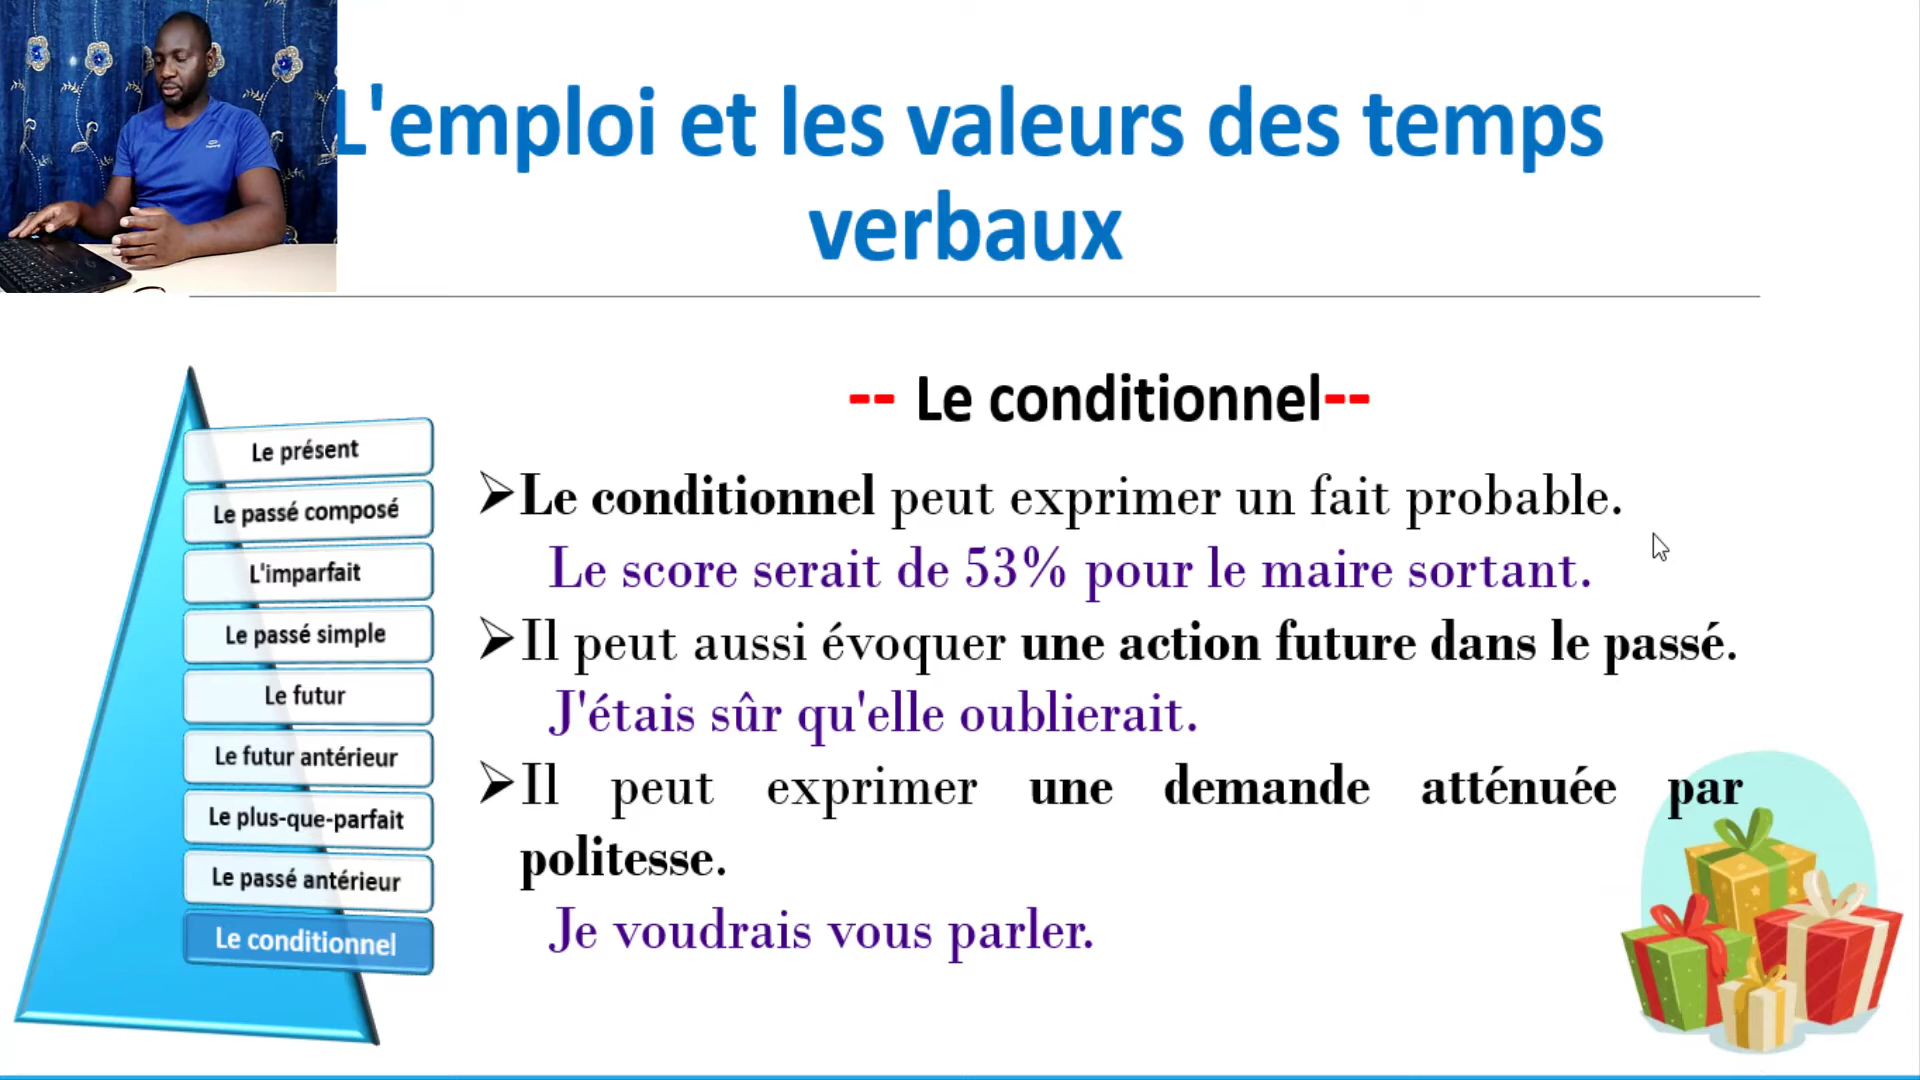 L'emploi et les valeurs des temps
verbaux
Le présent
Le passé composé
L'imparfait
Le passé simple
Le futur
Le futur antérieur
Le plus-que-parfait
Le passé antérieur
Le conditionnel
-- Le conditionnel--
➢Le conditionnel peut exprimer un fait probable.
Le score serait de 53% pour le maire sortant.
➢Il peut aussi évoquer une action future dans le passé.
J'étais sûr qu'elle oublierait.
➢Il peut exprimer une demande atténuée par
politesse.
Je voudrais vous parler.